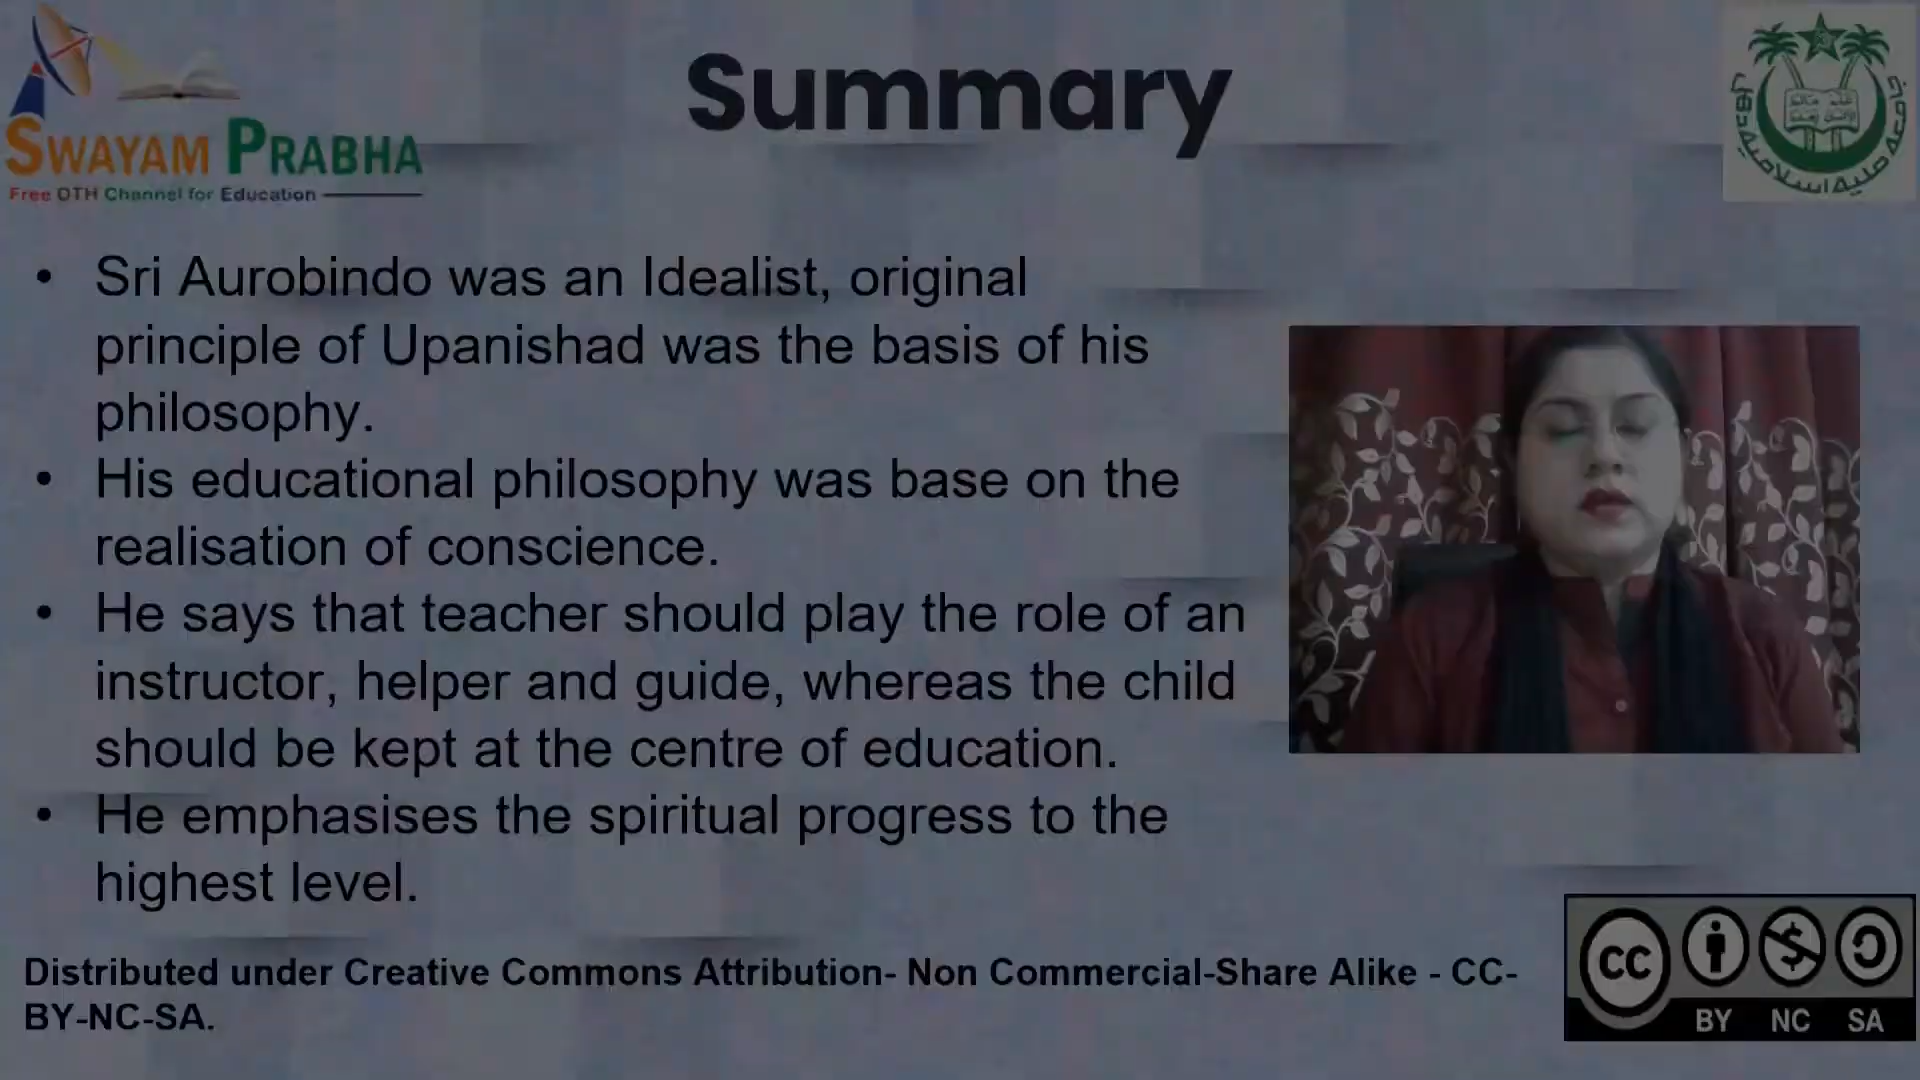 Summary
SWAYAM PRABHA
Free DTH Channel for Education
• Sri Aurobindo was an Idealist, original
principle of Upanishad was the basis of his
philosophy.
• His educational philosophy was base on the
realisation of conscience.
• He says that teacher should play the role of an
instructor, helper and guide, whereas the child
should be kept at the centre of education.
• He emphasises the spiritual progress to the
highest level.
Distributed under Creative Commons Attribution- Non Commercial-Share Alike - CC-
BY-NC-SA.
cc
BY NC SA